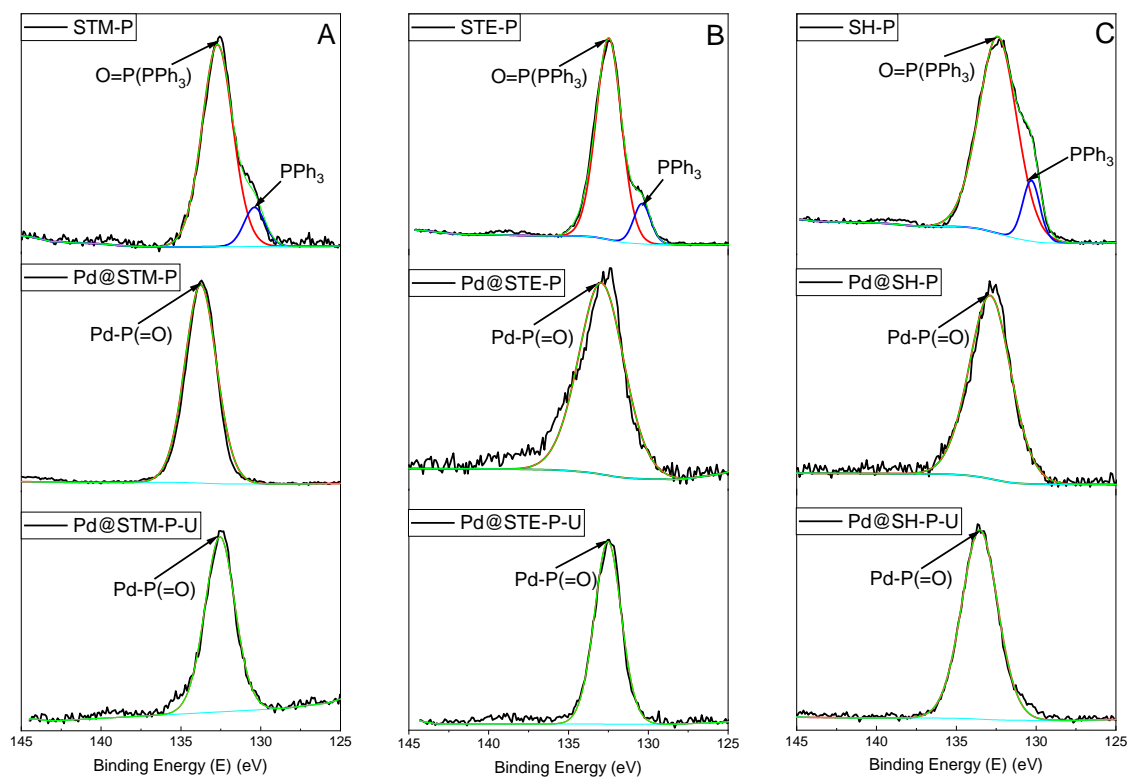 STM-P
A
O=P(PPh3)
PPh3
Pd@STM-P
Pd-P(=O)
Pd@STM-P-U
Pd-P(=O)
145 140 135 130 125
Binding Energy (E) (eV)
STE-P
B
O=P(PPh3)
PPh3
Pd@STE-P
Pd-P(=O)
Pd@STE-P-U
Pd-P(=O)
145 140 135 130 125
Binding Energy (E) (eV)
SH-P
C
O=P(PPh3)
PPh3
Pd@SH-P
Pd-P(=O)
Pd@SH-P-U
Pd-P(=O)
145 140 135 130 125
Binding Energy (E) (eV)